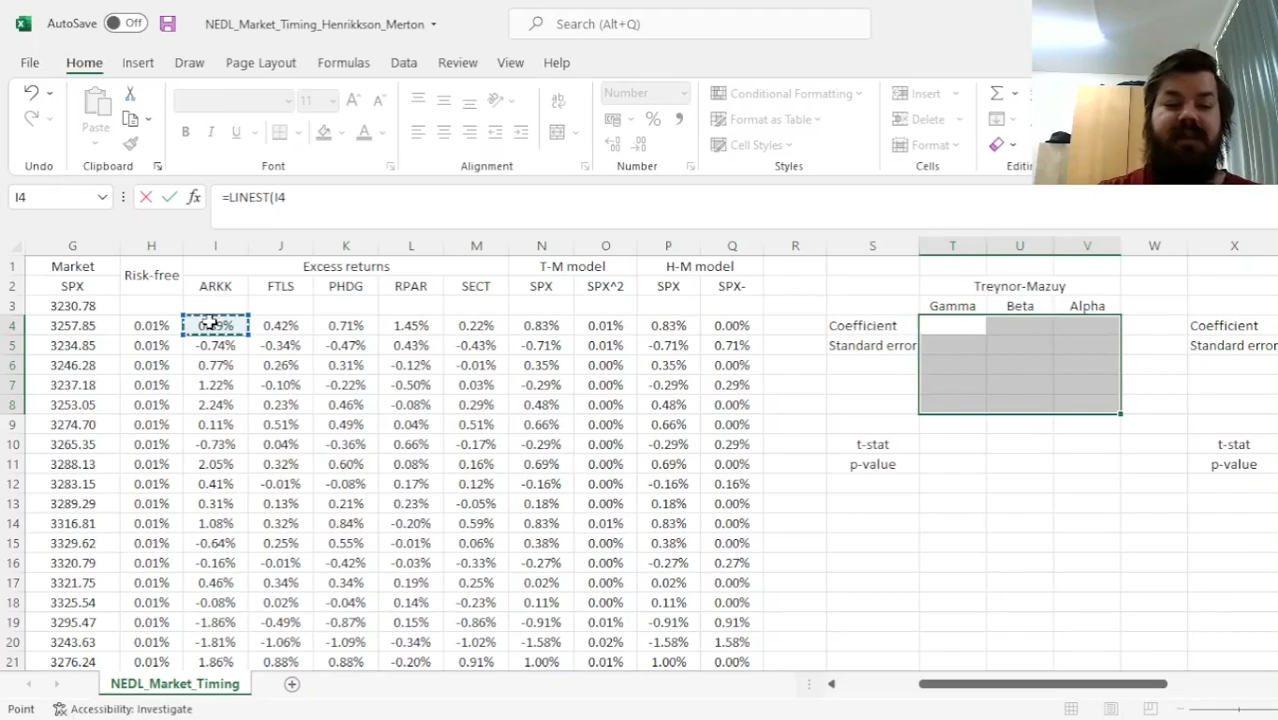 AutoSave Off NEDL_Market_Timing_Henrikkson_Merton Search (Alt+Q)
File Home Insert Draw Page Layout Formulas Data Review View Help
Paste 11 Number Conditional Formatting Insert
B I U Format as Table Delete
Cell Styles Format
Undo Clipboard Font Alignment Number Styles Cells Editing
I4 fx =LINEST(I4
G H I J K L M N O P Q R S T U V W X
1 Market Risk-free Excess returns T-M model H-M model
2 SPX ARKK FTLS PHDG RPAR SECT SPX SPX^2 SPX SPX- Treynor-Mazuy
3 3230.78 Gamma Beta Alpha
4 3257.85 0.01% 0.42% 0.71% 1.45% 0.22% 0.83% 0.01% 0.83% 0.00% Coefficient Coefficient
5 3234.85 0.01% -0.74% -0.34% -0.47% 0.43% -0.43% -0.71% 0.01% -0.71% 0.71% Standard error Standard error
6 3246.28 0.01% 0.77% 0.26% 0.31% -0.12% -0.01% 0.35% 0.00% 0.35% 0.00%
7 3237.18 0.01% 1.22% -0.10% -0.22% -0.50% 0.03% -0.29% 0.00% -0.29% 0.29%
8 3253.05 0.01% 2.24% 0.23% 0.46% -0.08% 0.29% 0.48% 0.00% 0.48% 0.00%
9 3274.70 0.01% 0.11% 0.51% 0.49% 0.04% 0.51% 0.66% 0.00% 0.66% 0.00%
10 3265.35 0.01% -0.73% 0.04% -0.36% 0.66% -0.17% -0.29% 0.00% -0.29% 0.29% t-stat t-stat
11 3288.13 0.01% 2.05% 0.32% 0.60% 0.08% 0.16% 0.69% 0.00% 0.69% 0.00% p-value p-value
12 3283.15 0.01% 0.41% -0.01% -0.08% 0.17% 0.12% -0.16% 0.00% -0.16% 0.16%
13 3289.29 0.01% 0.31% 0.13% 0.21% 0.23% -0.05% 0.18% 0.00% 0.18% 0.00%
14 3316.81 0.01% 1.08% 0.32% 0.84% -0.20% 0.59% 0.83% 0.01% 0.83% 0.00%
15 3329.62 0.01% -0.64% 0.25% 0.55% -0.01% 0.06% 0.38% 0.00% 0.38% 0.00%
16 3320.79 0.01% -0.16% -0.01% -0.42% -0.03% -0.33% -0.27% 0.00% -0.27% 0.27%
17 3321.75 0.01% 0.46% 0.34% 0.34% 0.19% 0.25% 0.02% 0.00% 0.02% 0.00%
18 3325.54 0.01% -0.08% 0.02% -0.04% 0.14% -0.23% 0.11% 0.00% 0.11% 0.00%
19 3295.47 0.01% -1.86% -0.49% -0.87% 0.15% -0.86% -0.91% 0.01% -0.91% 0.91%
20 3243.63 0.01% -1.81% -1.06% -1.09% -0.34% -1.02% -1.58% 0.02% -1.58% 1.58%
21 3276.24 0.01% 1.86% 0.88% 0.88% -0.20% 0.91% 1.00% 0.01% 1.00% 0.00%
NEDL_Market_Timing
Point Accessibility: Investigate